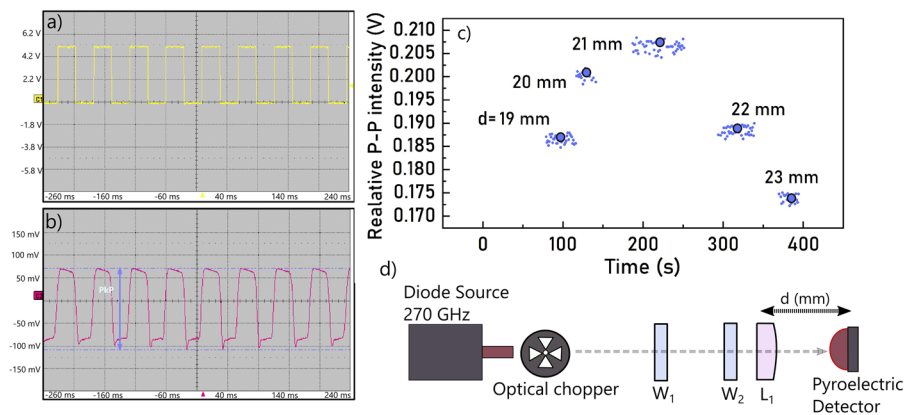 a)
6.2 V
4.2 V
2.2 V
C1
-1.8 V
-3.8 V
-5.8 V
-260 ms -160 ms -60 ms 40 ms 140 ms 240 ms
b)
150 mV
100 mV
50 mV
PkP
-50 mV
-100 mV
-150 mV
-260 ms -160 ms -60 ms 40 ms 140 ms 240 ms
c)
Realative P-P intensity (V)
0.210
0.205
0.200
0.195
0.190
0.185
0.180
0.175
0.170
21 mm
20 mm
d= 19 mm
22 mm
23 mm
0 100 200 300 400
Time (s)
d)
Diode Source
270 GHz
Optical chopper
W1
W2
L1
d (mm)
Pyroelectric
Detector